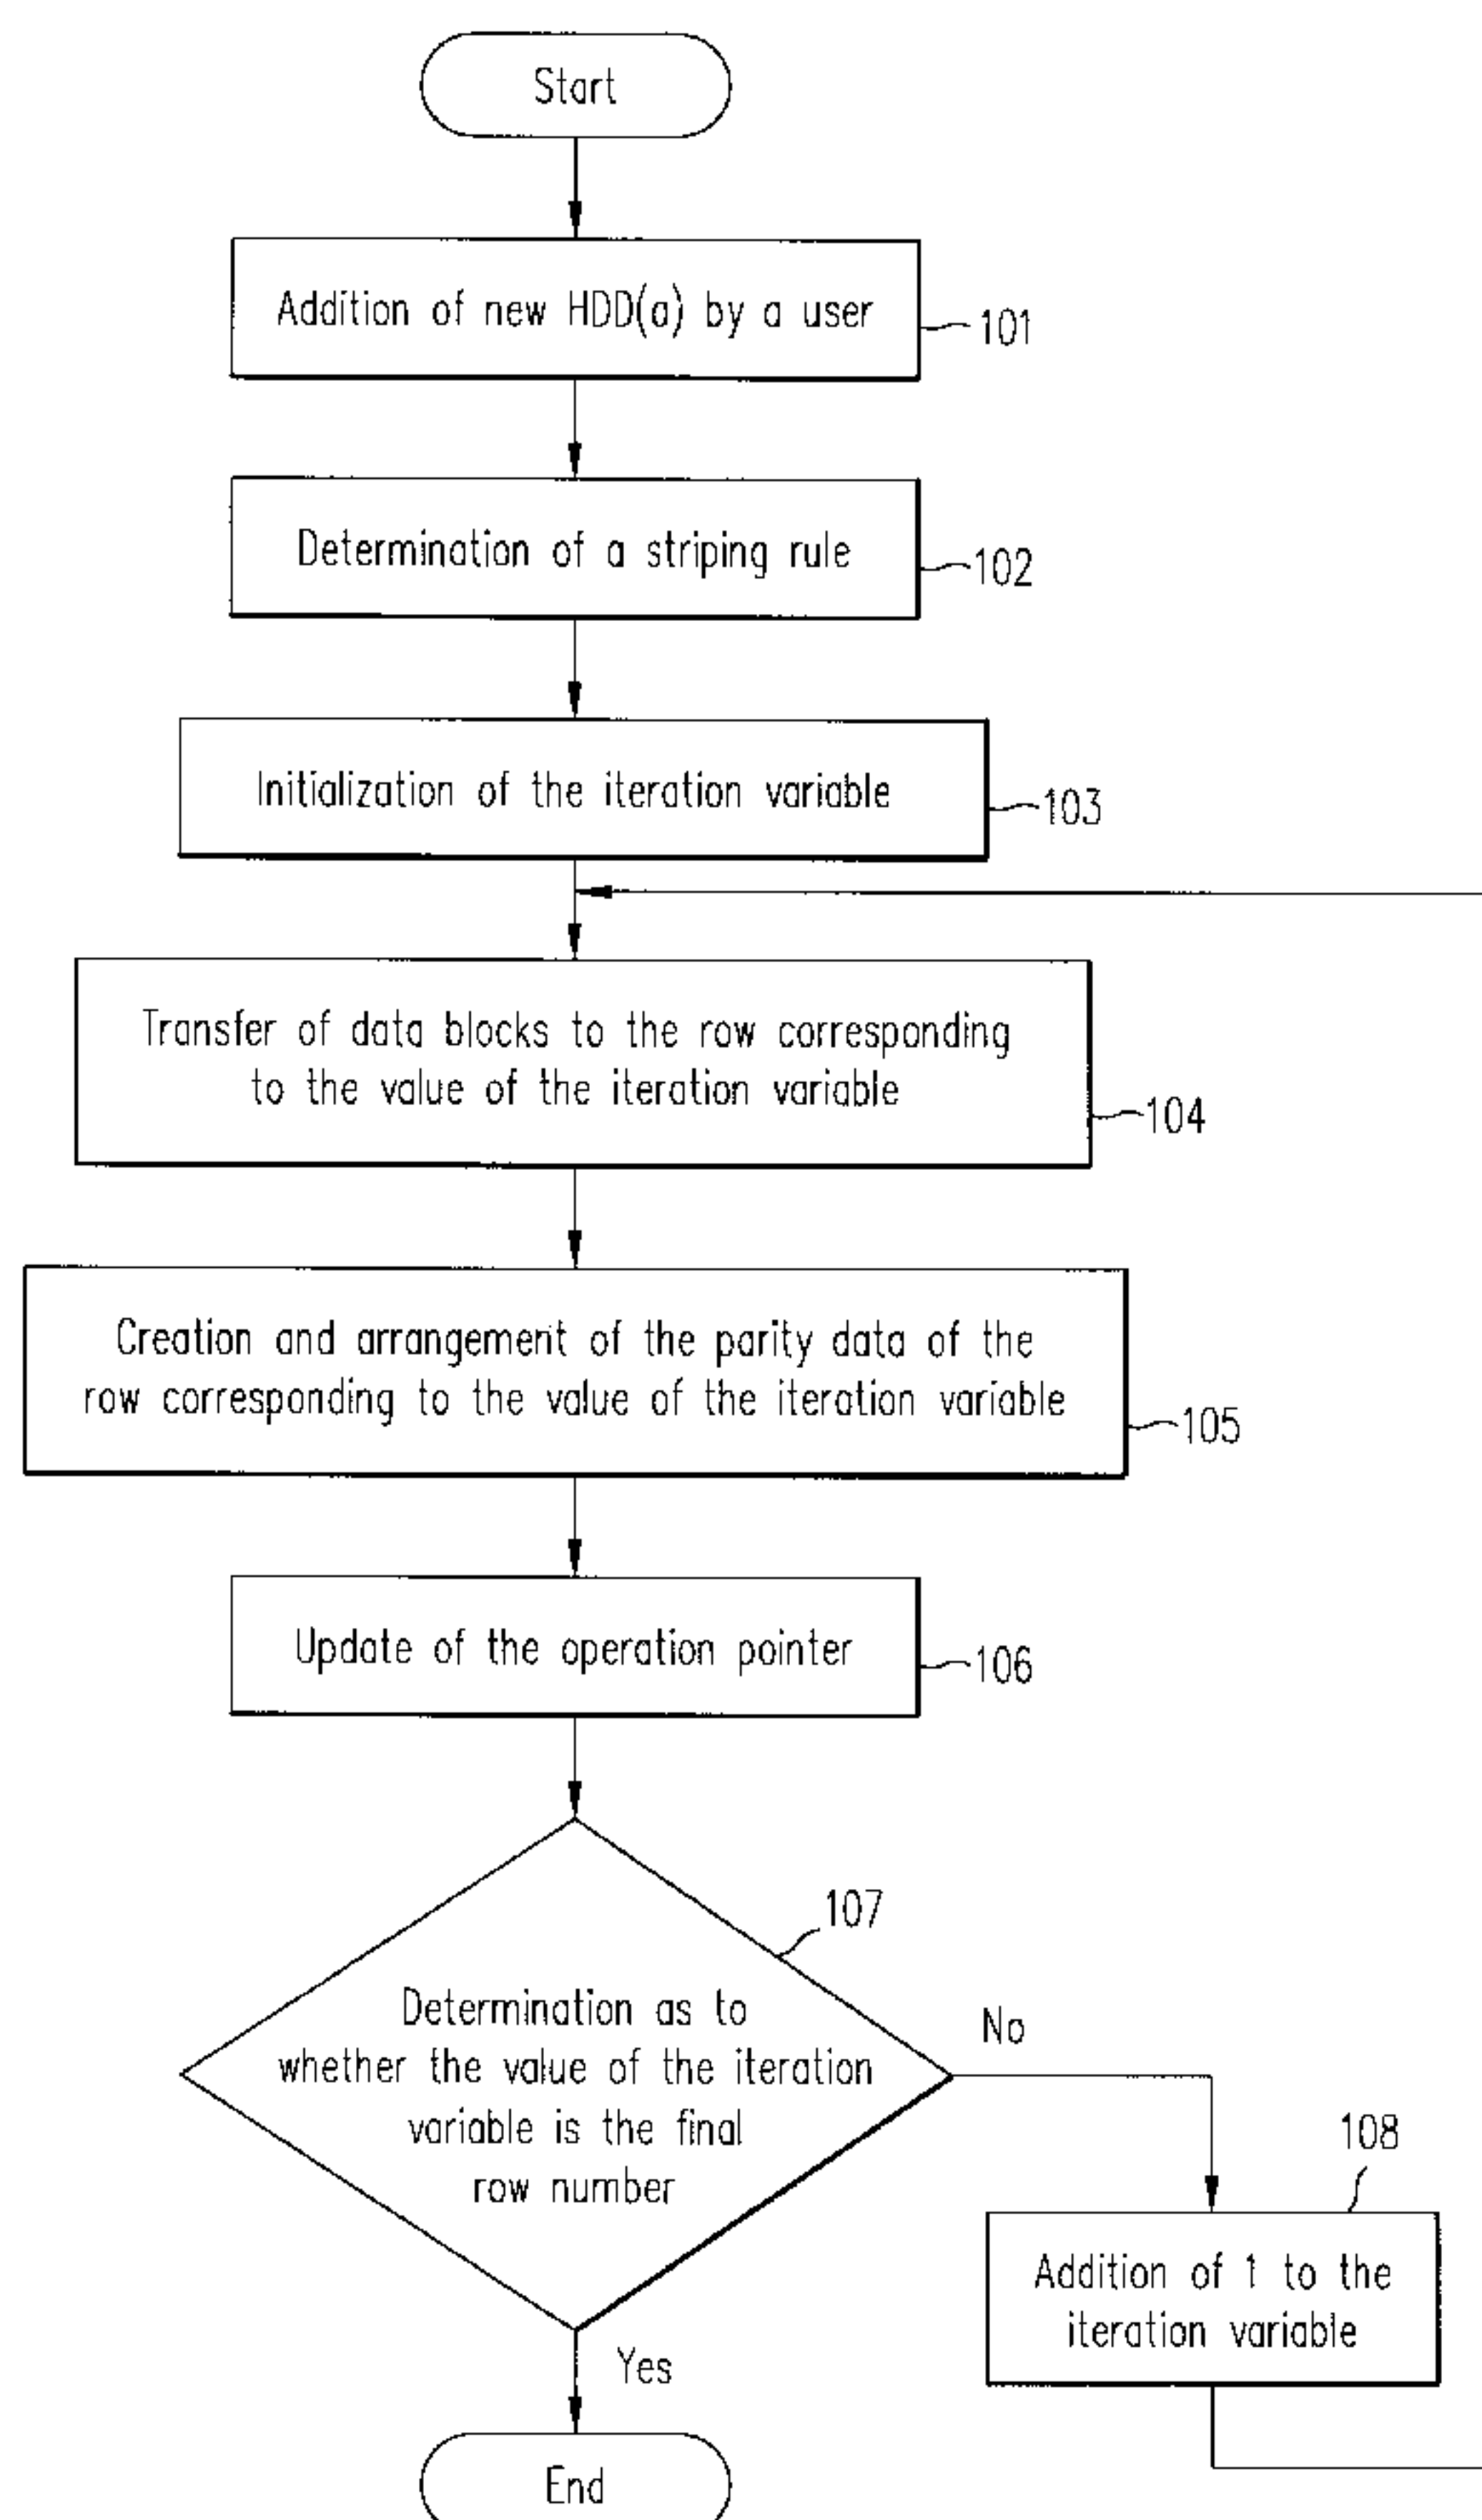 Start
Addition of new HDD(a) by a user
101
Determination of a striping rule
102
Initialization of the iteration variable
103
Transfer of data blocks to the row corresponding
to the value of the iteration variable
104
Creation and arrangement of the parity data of the
row corresponding to the value of the iteration variable
105
Update of the operation pointer
106
107
Determination as to
whether the value of the iteration
variable is the final
row number
No
108
Addition of 1 to the
iteration variable
Yes
End